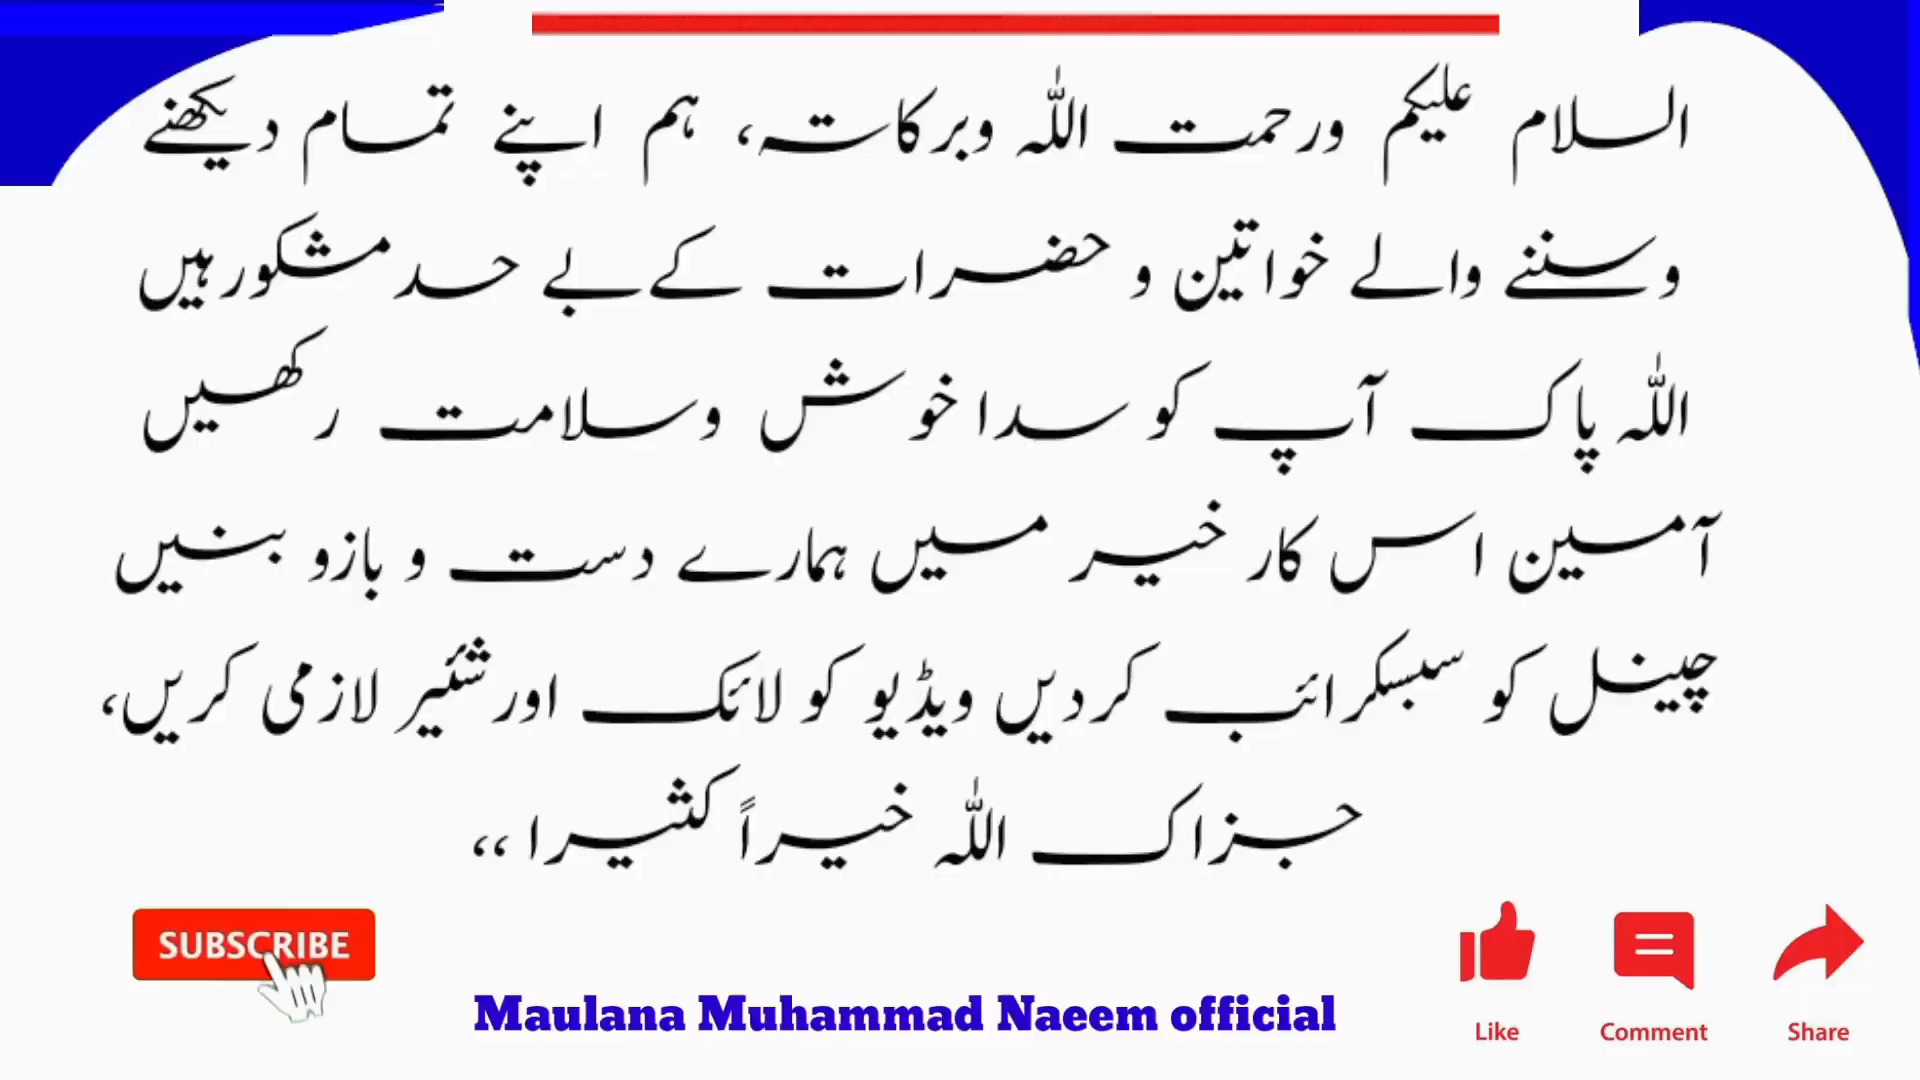 السلام علیکم ورحمت اللہ وبرکاتہ، ہم اپنے تمام دیکھنے
وسننے والے خواتین و حضرات کے بے حد مشکور ہیں
اللہ پاک آپ کو سدا خوش وسلامت رکھیں
آمین اس کار خیر میں ہمارے دست و بازو بنیں
چینل کو سبسکرائب کردیں ویڈیو کو لائک اور شئیر لازمی کریں،
جزاک اللہ خیراً کثیرا ،،
SUBSCRIBE
Maulana Muhammad Naeem official
Like Comment Share